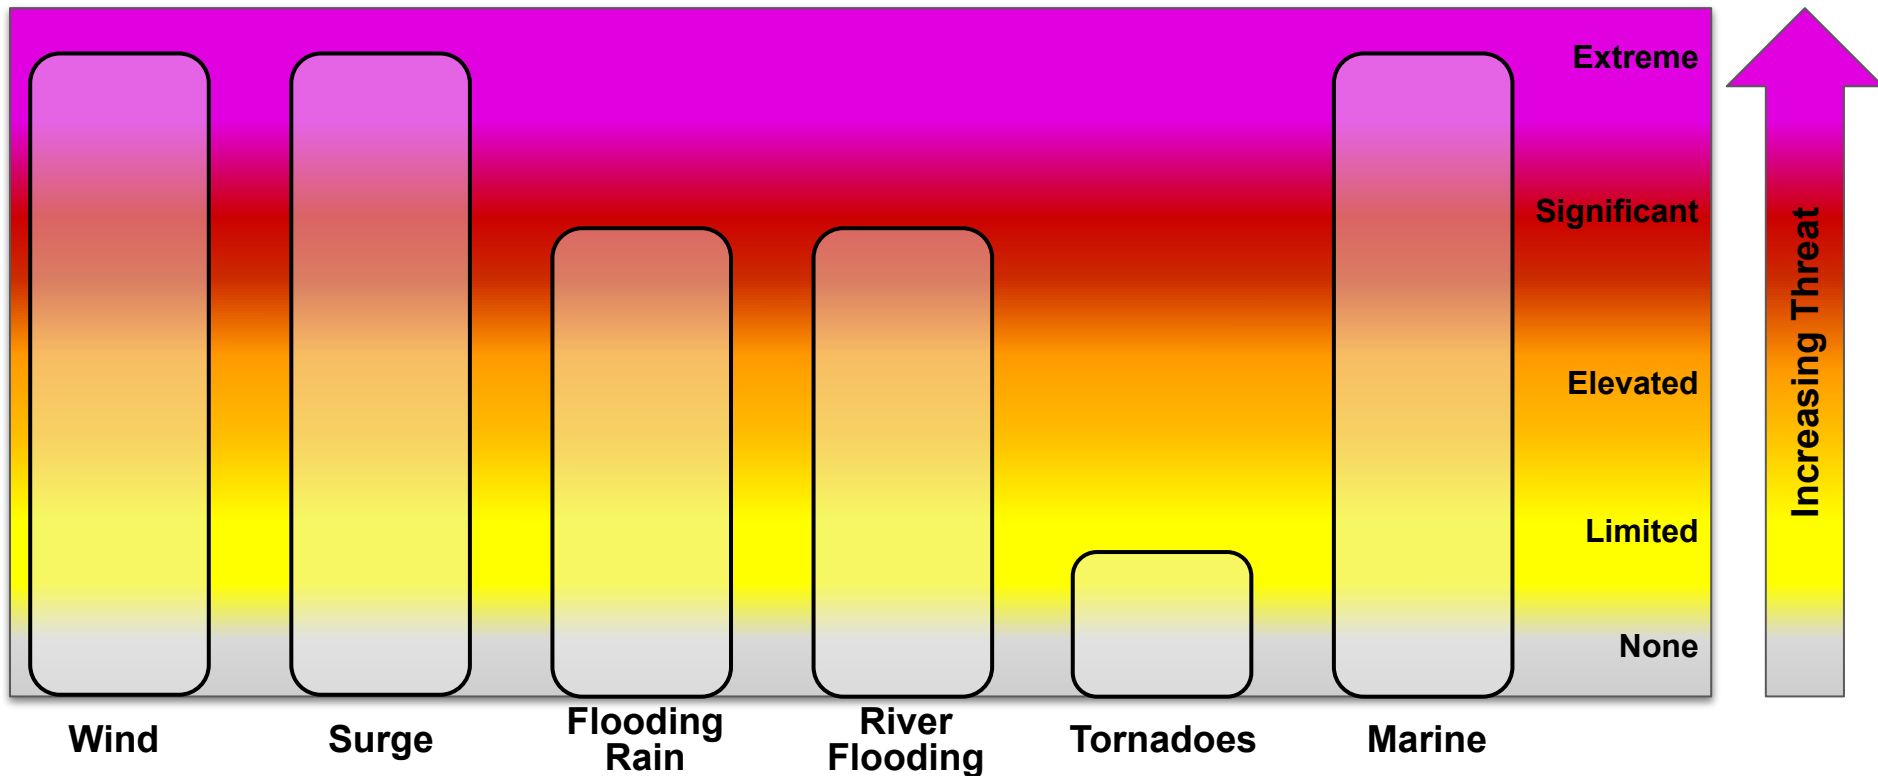 Extreme
Significant
Elevated
Limited
None
Increasing Threat
Wind
Surge
Flooding
Rain
River
Flooding
Tornadoes
Marine